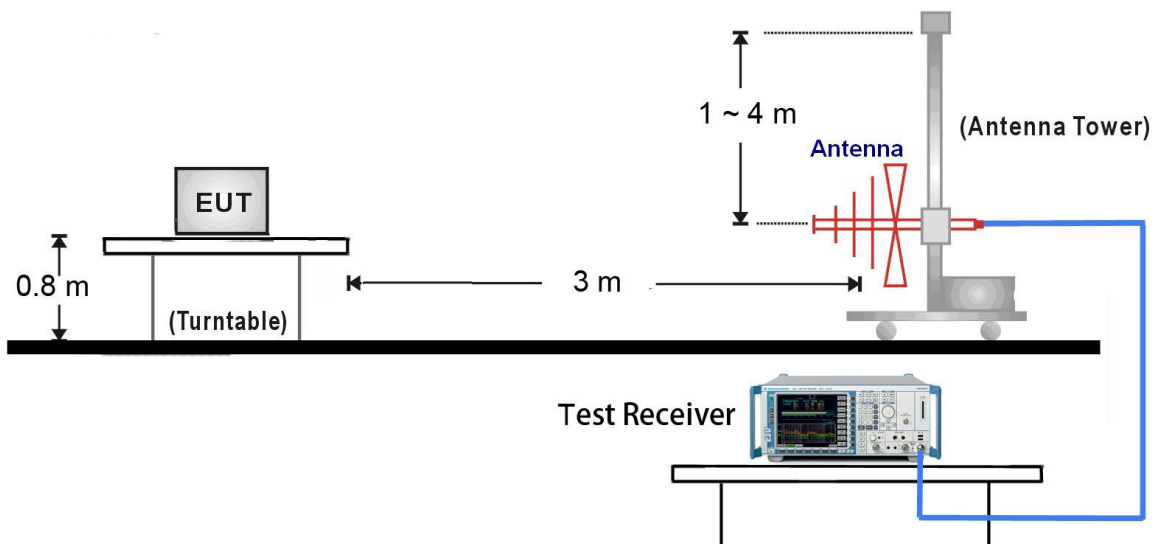 1 ~ 4 m
(Antenna Tower)
Antenna
EUT
0.8 m
3 m
(Turntable)
Test Receiver